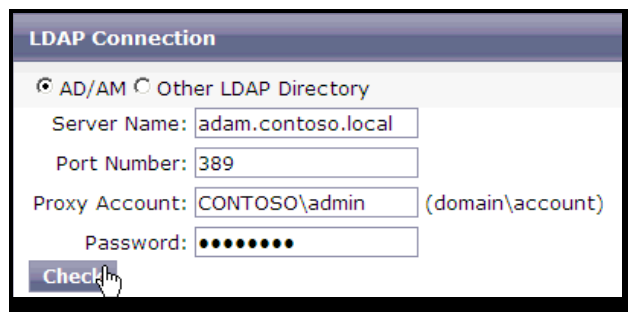 LDAP Connection
AD/AM Other LDAP Directory
Server Name: adam.contoso.local
Port Number: 389
Proxy Account: CONTOSO\admin (domain\account)
Password: ●●●●●●●●
Check